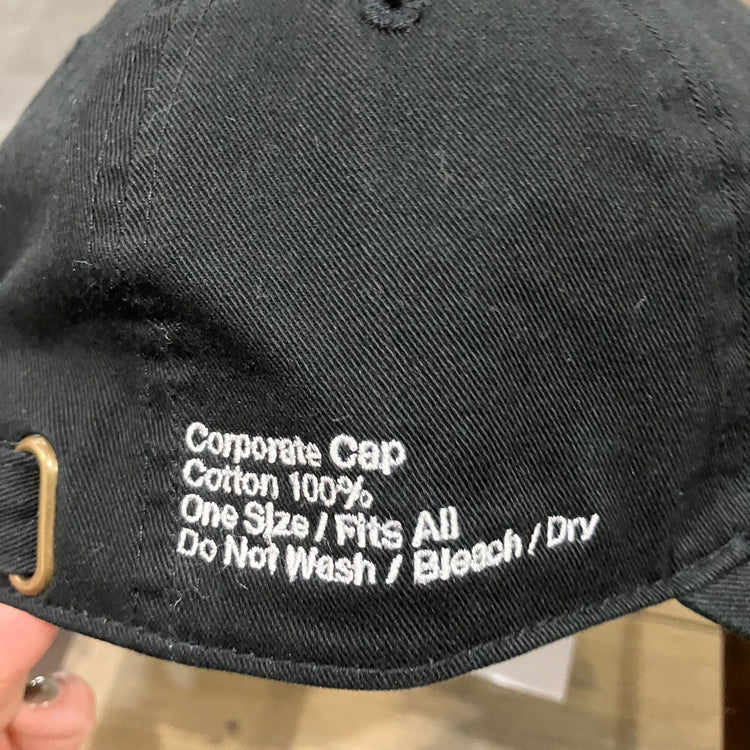 Corporate Cap
Cotton 100%
One Size / Fits All
Do Not Wash / Bleach / Dry